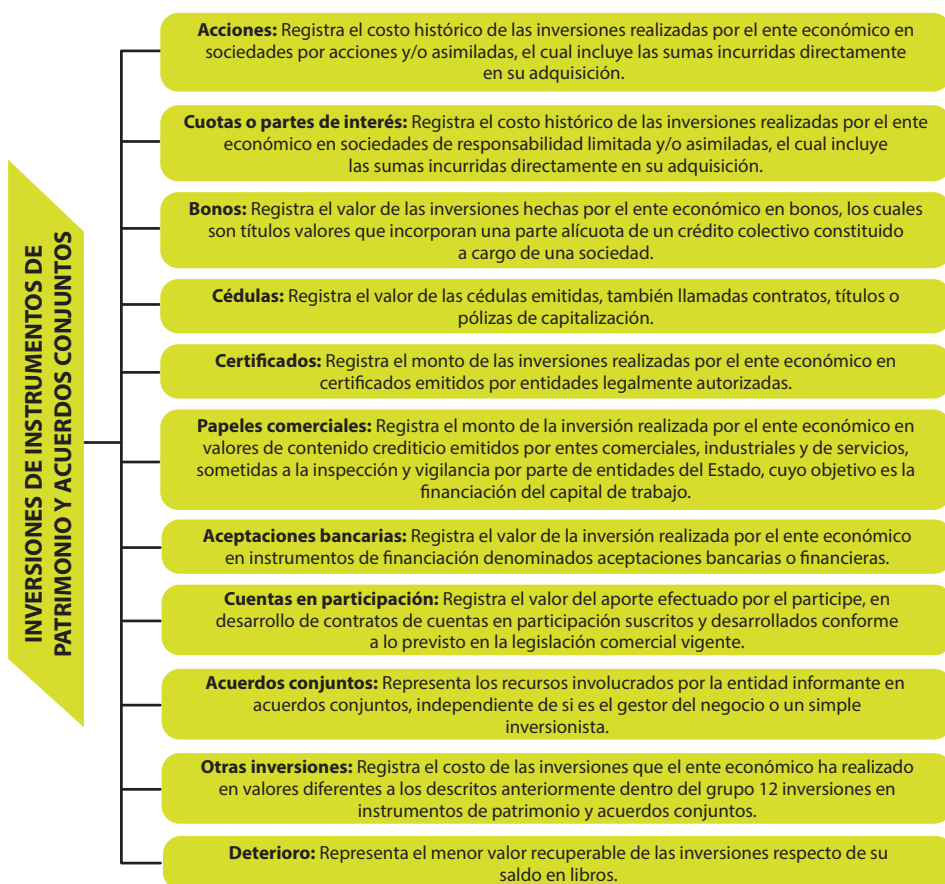 INVERSIONES DE INSTRUMENTOS DE
PATRIMONIO Y ACUERDOS CONJUNTOS
Acciones: Registra el costo histórico de las inversiones realizadas por el ente económico en
sociedades por acciones y/o asimiladas, el cual incluye las sumas incurridas directamente
en su adquisición.
Cuotas o partes de interés: Registra el costo histórico de las inversiones realizadas por el ente
económico en sociedades de responsabilidad limitada y/o asimiladas, el cual incluye
las sumas incurridas directamente en su adquisición.
Bonos: Registra el valor de las inversiones hechas por el ente económico en bonos, los cuales
son títulos valores que incorporan una parte alícuota de un crédito colectivo constituido
a cargo de una sociedad.
Cédulas: Registra el valor de las cédulas emitidas, también llamadas contratos, títulos o
pólizas de capitalización.
Certificados: Registra el monto de las inversiones realizadas por el ente económico en
certificados emitidos por entidades legalmente autorizadas.
Papeles comerciales: Registra el monto de la inversión realizada por el ente económico en
valores de contenido crediticio emitidos por entes comerciales, industriales y de servicios,
sometidas a la inspección y vigilancia por parte de entidades del Estado, cuyo objetivo es la
financiación del capital de trabajo.
Aceptaciones bancarias: Registra el valor de la inversión realizada por el ente económico
en instrumentos de financiación denominados aceptaciones bancarias o financieras.
Cuentas en participación: Registra el valor del aporte efectuado por el participe, en
desarrollo de contratos de cuentas en participación suscritos y desarrollados conforme
a lo previsto en la legislación comercial vigente.
Acuerdos conjuntos: Representa los recursos involucrados por la entidad informante en
acuerdos conjuntos, independiente de si es el gestor del negocio o un simple
inversionista.
Otras inversiones: Registra el costo de las inversiones que el ente económico ha realizado
en valores diferentes a los descritos anteriormente dentro del grupo 12 inversiones en
instrumentos de patrimonio y acuerdos conjuntos.
Deterioro: Representa el menor valor recuperable de las inversiones respecto de su
saldo en libros.